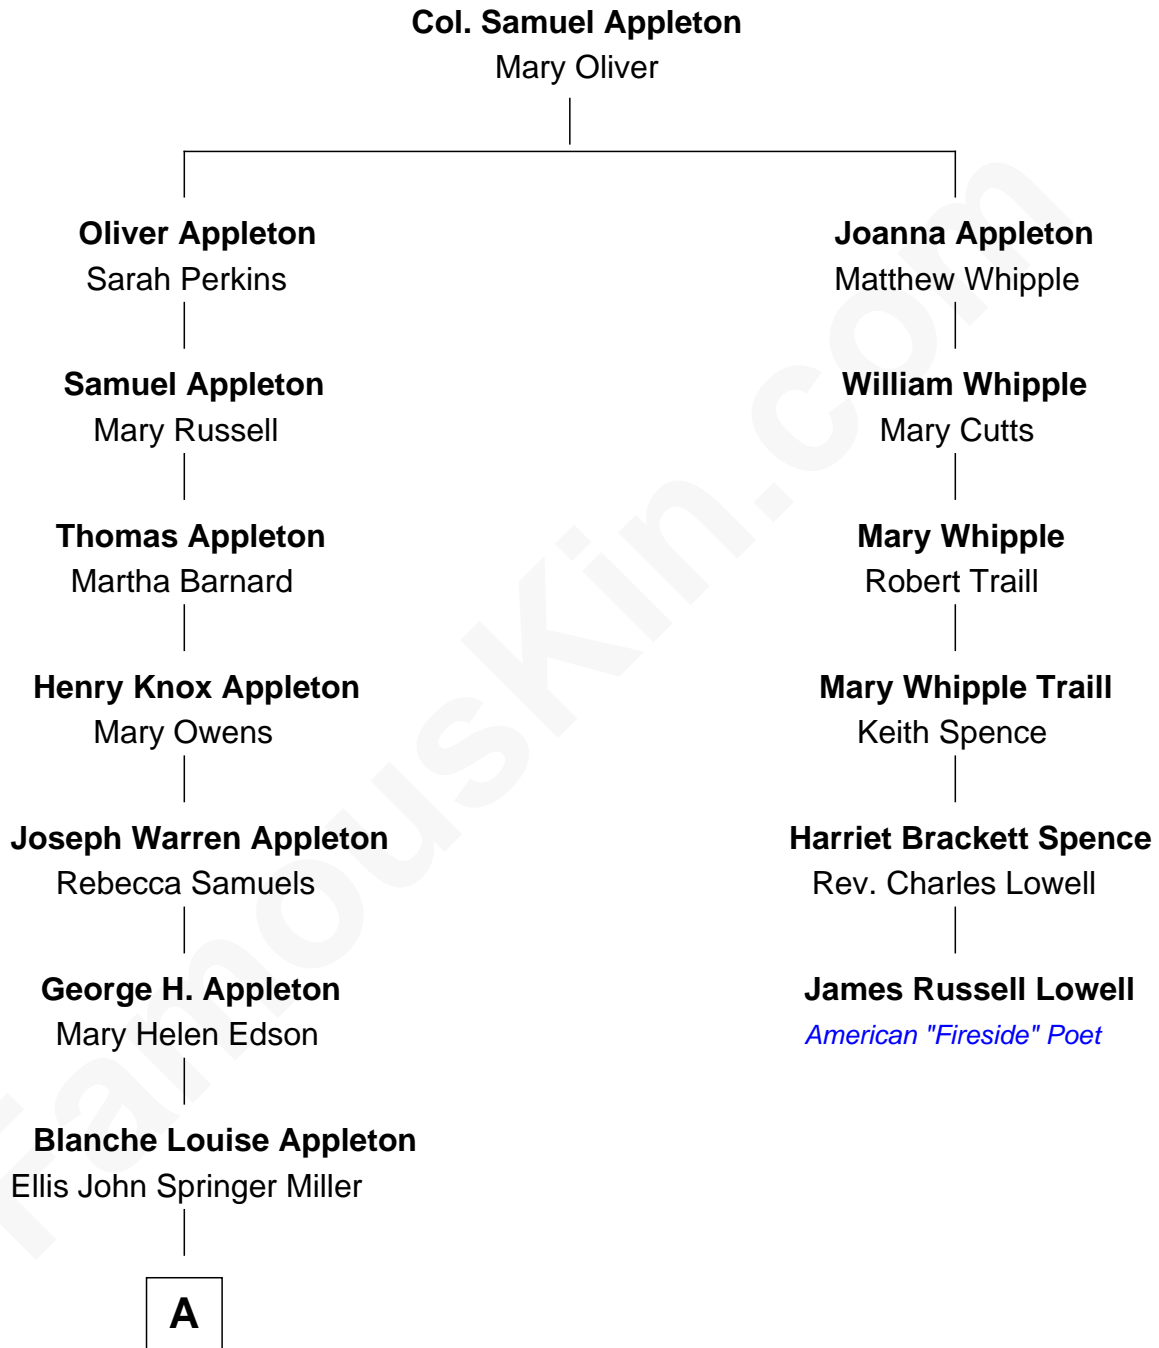 Col. Samuel Appleton
Mary Oliver
Oliver Appleton
Sarah Perkins
Joanna Appleton
Matthew Whipple
Samuel Appleton
Mary Russell
William Whipple
Mary Cutts
Thomas Appleton
Martha Barnard
Mary Whipple
Robert Traill
Henry Knox Appleton
Mary Owens
Mary Whipple Traill
Keith Spence
Joseph Warren Appleton
Rebecca Samuels
Harriet Brackett Spence
Rev. Charles Lowell
George H. Appleton
Mary Helen Edson
James Russell Lowell
American "Fireside" Poet
Blanche Louise Appleton
Ellis John Springer Miller
A
FamousKin.com